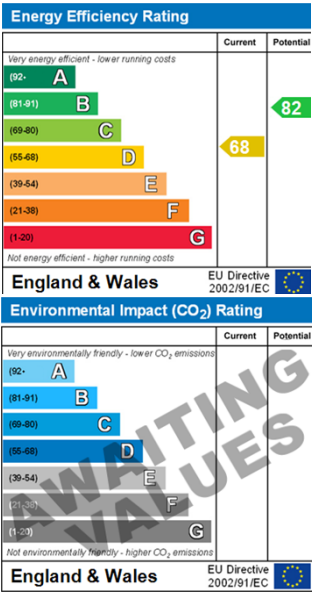 Energy Efficiency Rating
Current Potential
Very energy efficient - lower running costs
(92- A
(81-91) B
82
(69-80) C
(55-68) D
68
(39-54) E
(21-38) F
(1-20) G
Not energy efficient - higher running costs
England & Wales
EU Directive
2002/91/EC
Environmental Impact (CO2) Rating
Current Potential
Very environmentally friendly - lower CO2 emissions
(92- A
(81-91) B
(69-80) C
(55-68) D
(39-54) E
(21-38) F
(1-20) G
AWAITING
VALUES
Not environmentally friendly - higher CO2 emissions
England & Wales
EU Directive
2002/91/EC